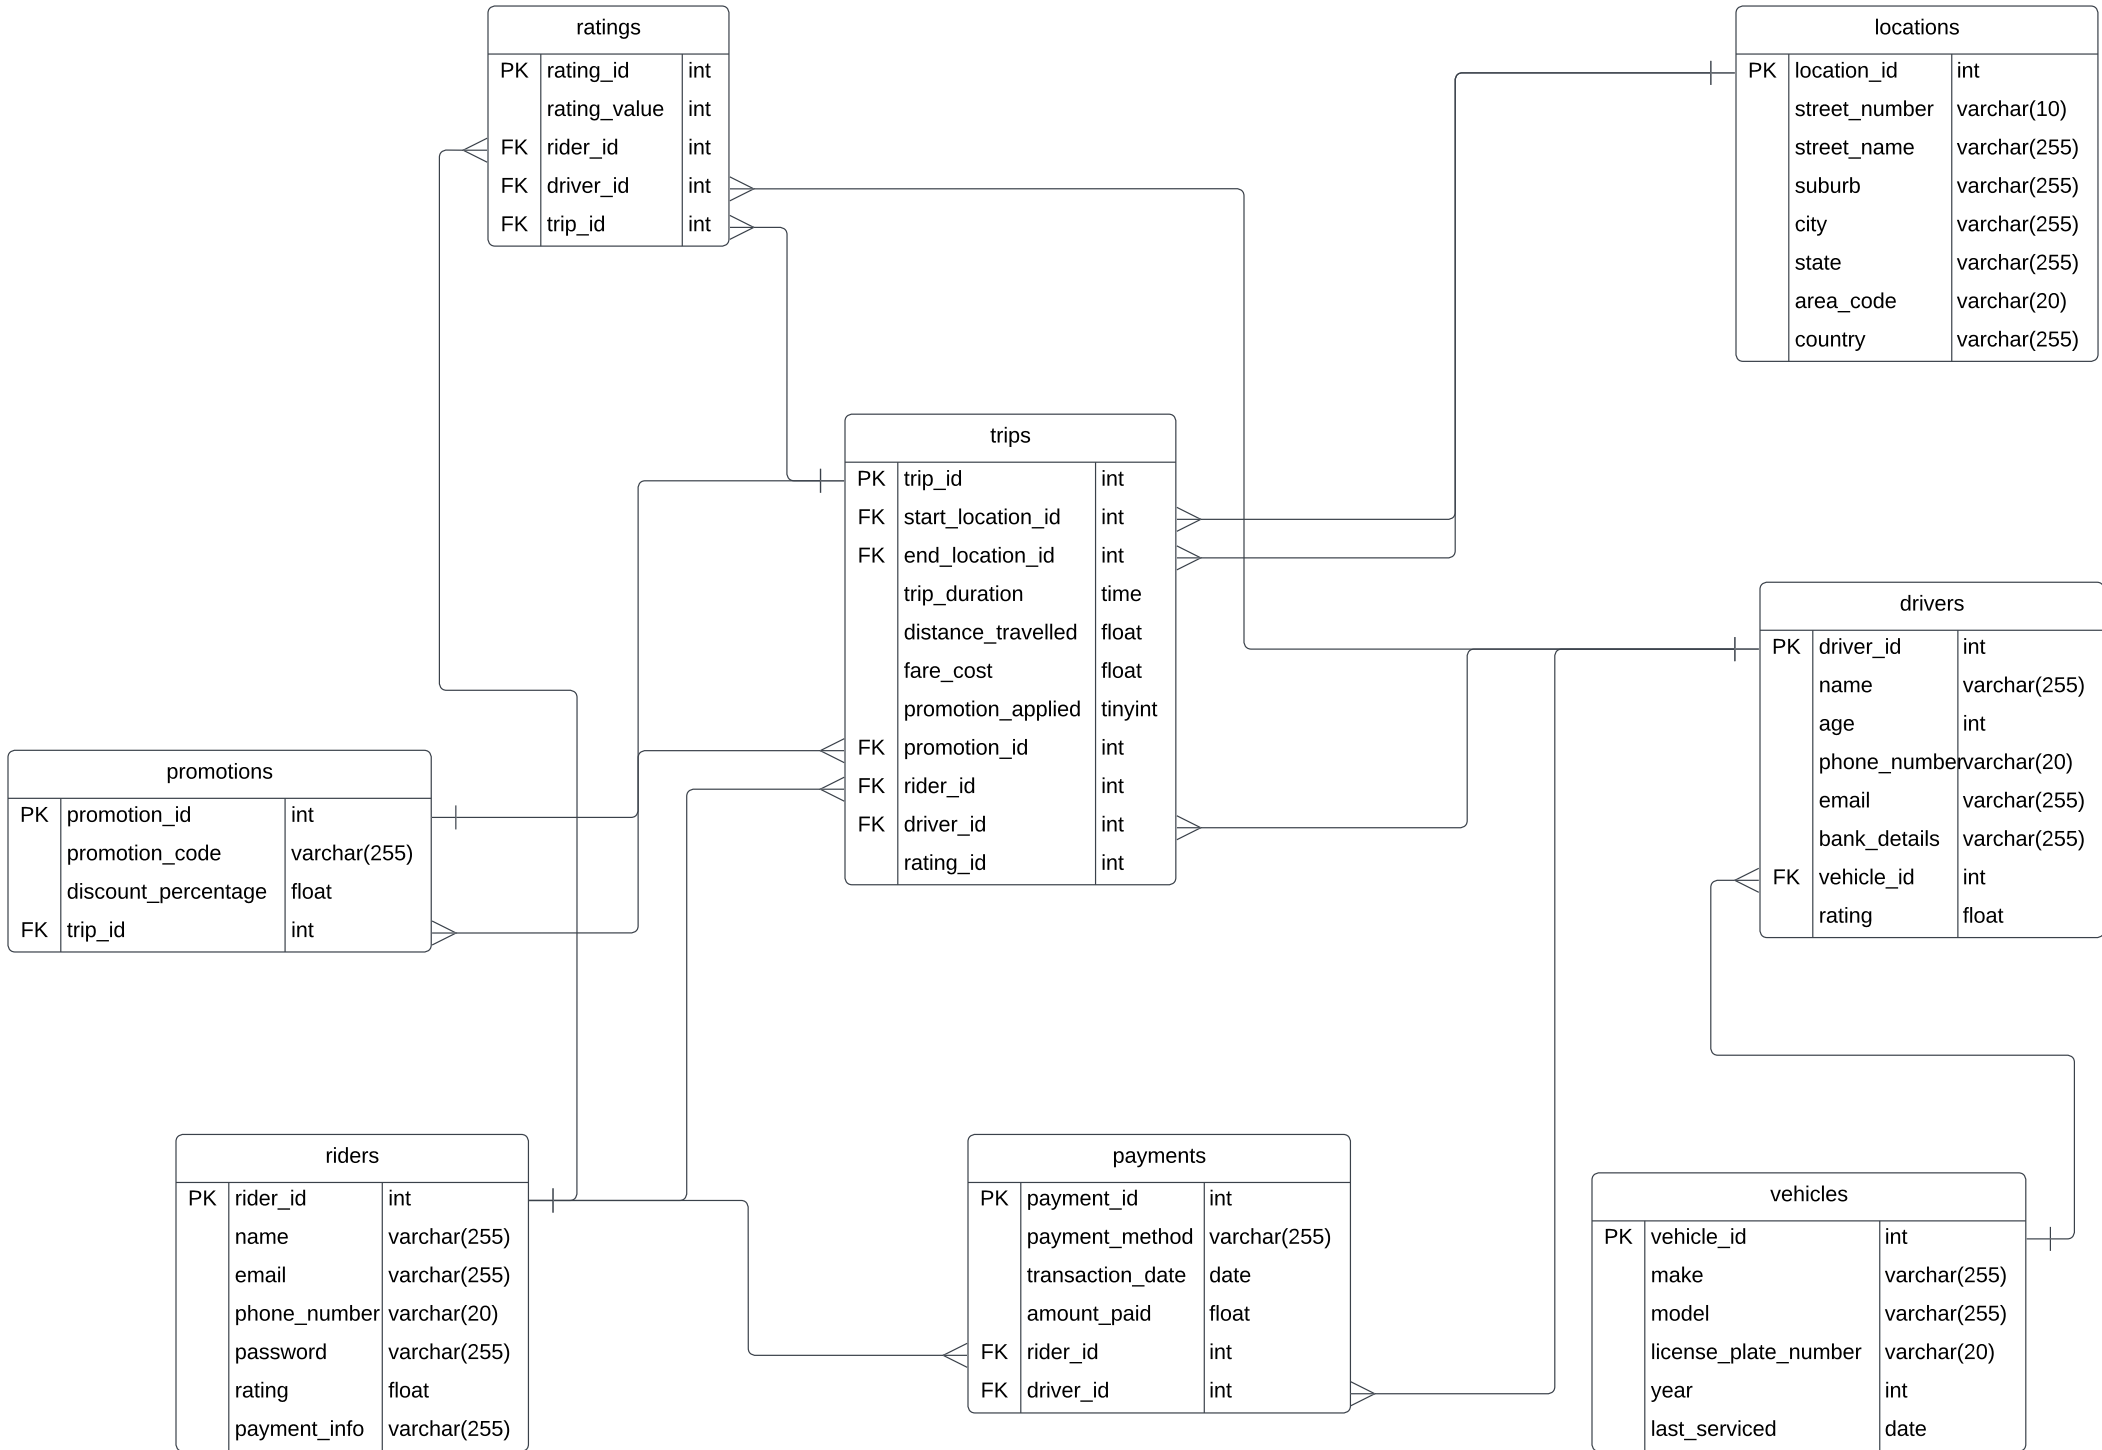 ratings
PK rating_id int
rating_value int
FK rider_id int
FK driver_id int
FK trip_id int
locations
PK location_id int
street_number varchar(10)
street_name varchar(255)
suburb varchar(255)
city varchar(255)
state varchar(255)
area_code varchar(20)
country varchar(255)
trips
PK trip_id int
FK start_location_id int
FK end_location_id int
trip_duration time
distance_travelled float
fare_cost float
promotion_applied tinyint
FK promotion_id int
FK rider_id int
FK driver_id int
rating_id int
drivers
PK driver_id int
name varchar(255)
age int
phone_number varchar(20)
email varchar(255)
bank_details varchar(255)
FK vehicle_id int
rating float
promotions
PK promotion_id int
promotion_code varchar(255)
discount_percentage float
FK trip_id int
riders
PK rider_id int
name varchar(255)
email varchar(255)
phone_number varchar(20)
password varchar(255)
rating float
payment_info varchar(255)
payments
PK payment_id int
payment_method varchar(255)
transaction_date date
amount_paid float
FK rider_id int
FK driver_id int
vehicles
PK vehicle_id int
make varchar(255)
model varchar(255)
license_plate_number varchar(20)
year int
last_serviced date